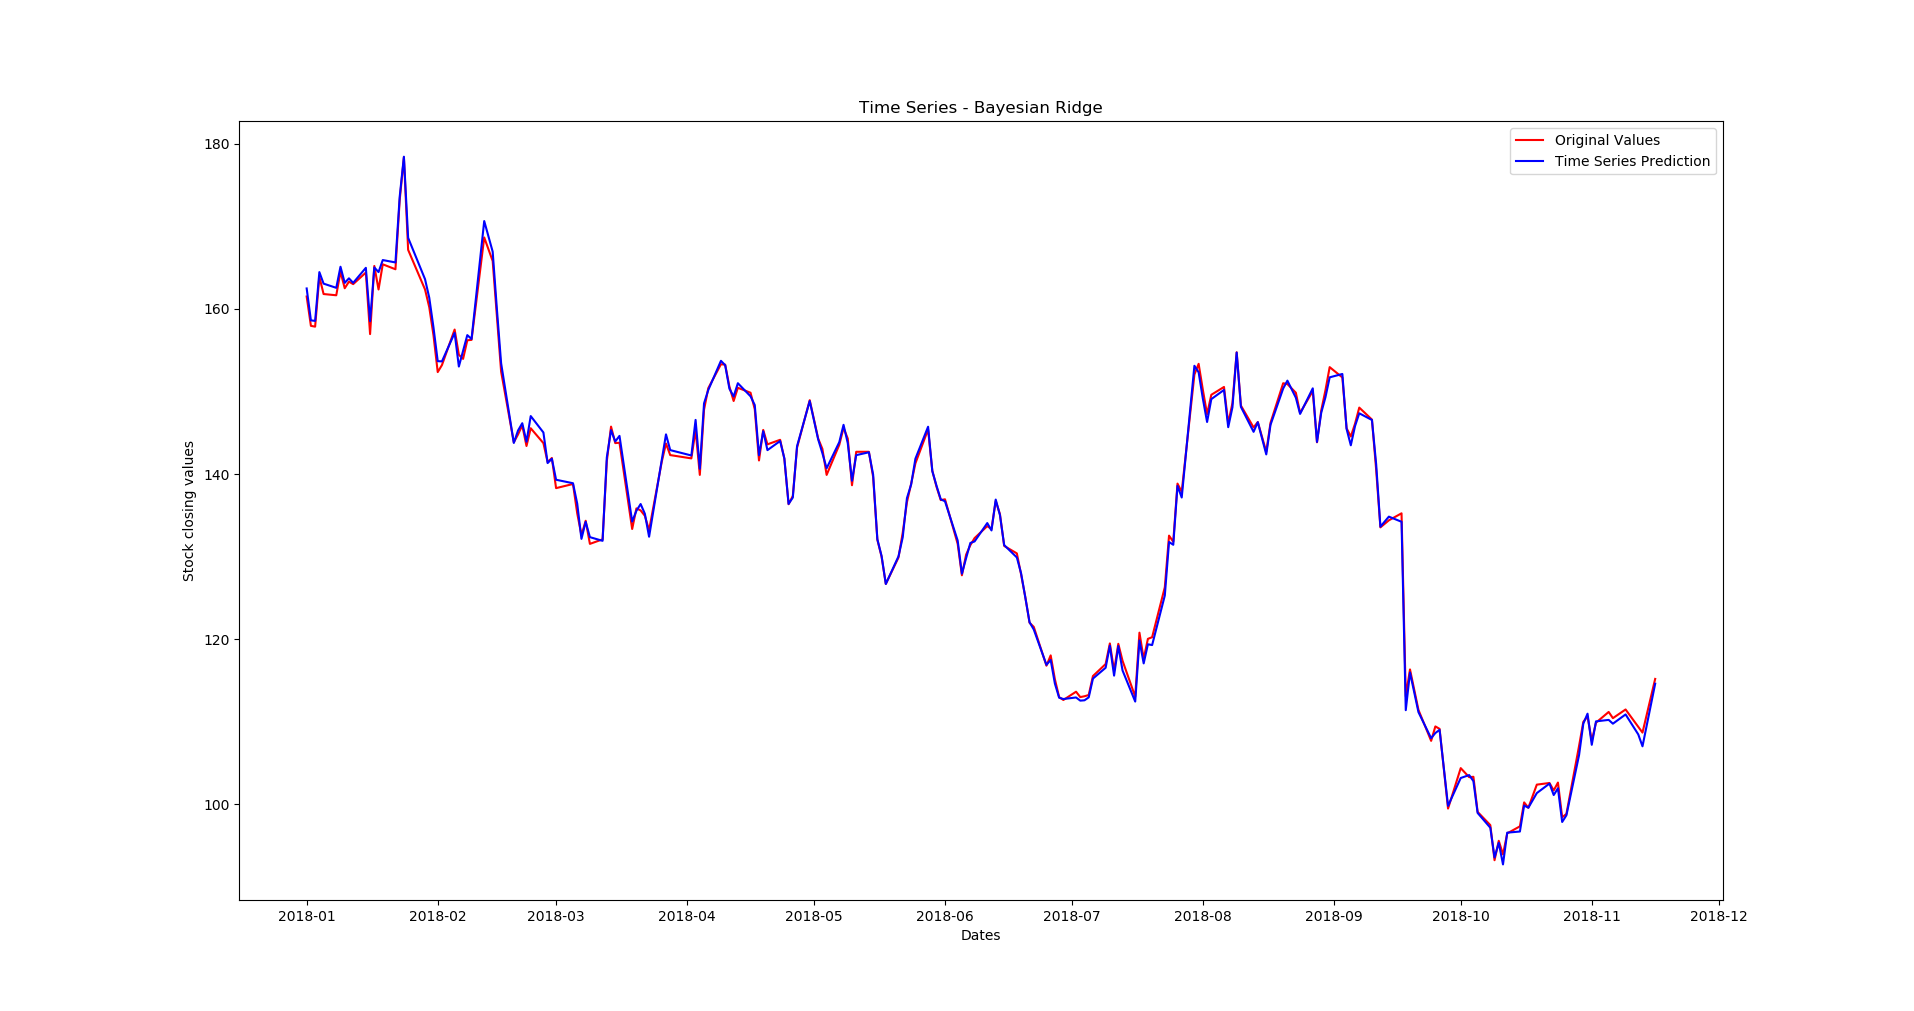 Time Series - Bayesian Ridge
Original Values
Time Series Prediction
Stock closing values
180
160
140
120
100
2018-01 2018-02 2018-03 2018-04 2018-05 2018-06 2018-07 2018-08 2018-09 2018-10 2018-11 2018-12
Dates